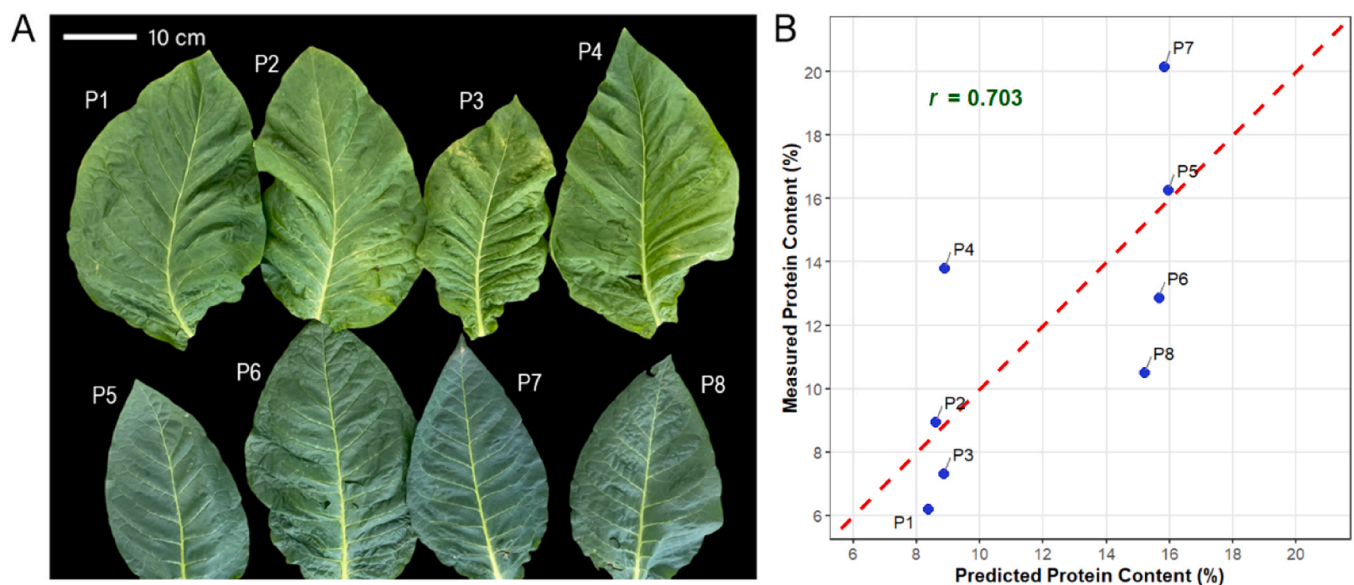 A
10 cm
P1
P2
P3
P4
P5
P6
P7
P8
B
r = 0.703
P7
P5
P4
P6
P8
P2
P3
P1
Measured Protein Content (%)
20
18
16
14
12
10
8
6
6 8 10 12 14 16 18 20
Predicted Protein Content (%)